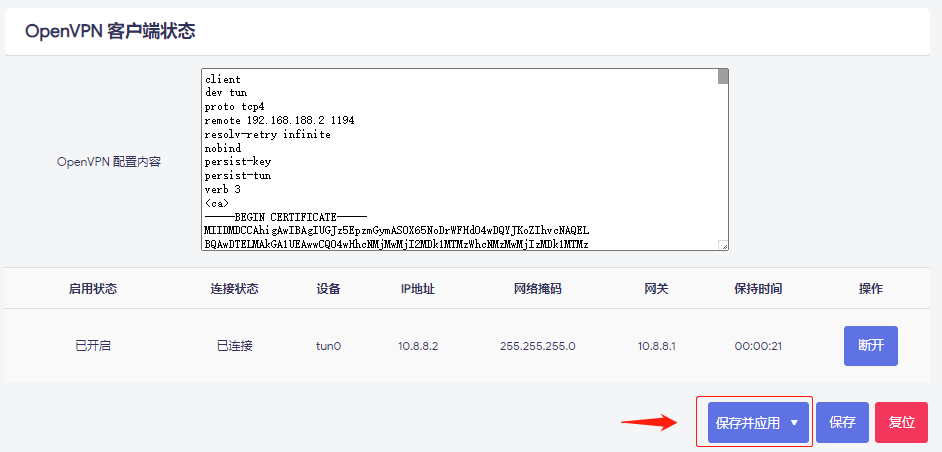 OpenVPN 客户端状态
OpenVPN 配置内容
client
dev tun
proto tcp4
remote 192.168.188.2 1194
resolv-retry infinite
nobind
persist-key
persist-tun
verb 3
<ca>
-----BEGIN CERTIFICATE-----
MIIDMDCCAhigAwIBAgIUGJz5EpzmGymASOX65NoDrWFHdO4wDQYJKoZIhvcNAQEL
BQAwDTELMAkGA1UEAwwCQ04wHhcNMjMwMjI2MDk1MTMzWhcNMzMwMjIzMDk1MTMz
启用状态 连接状态 设备 IP地址 网络掩码 网关 保持时间 操作
已开启 已连接 tun0 10.8.8.2 255.255.255.0 10.8.8.1 00:00:21 断开
保存并应用 保存 复位